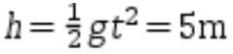 h = ½gt² = 5m